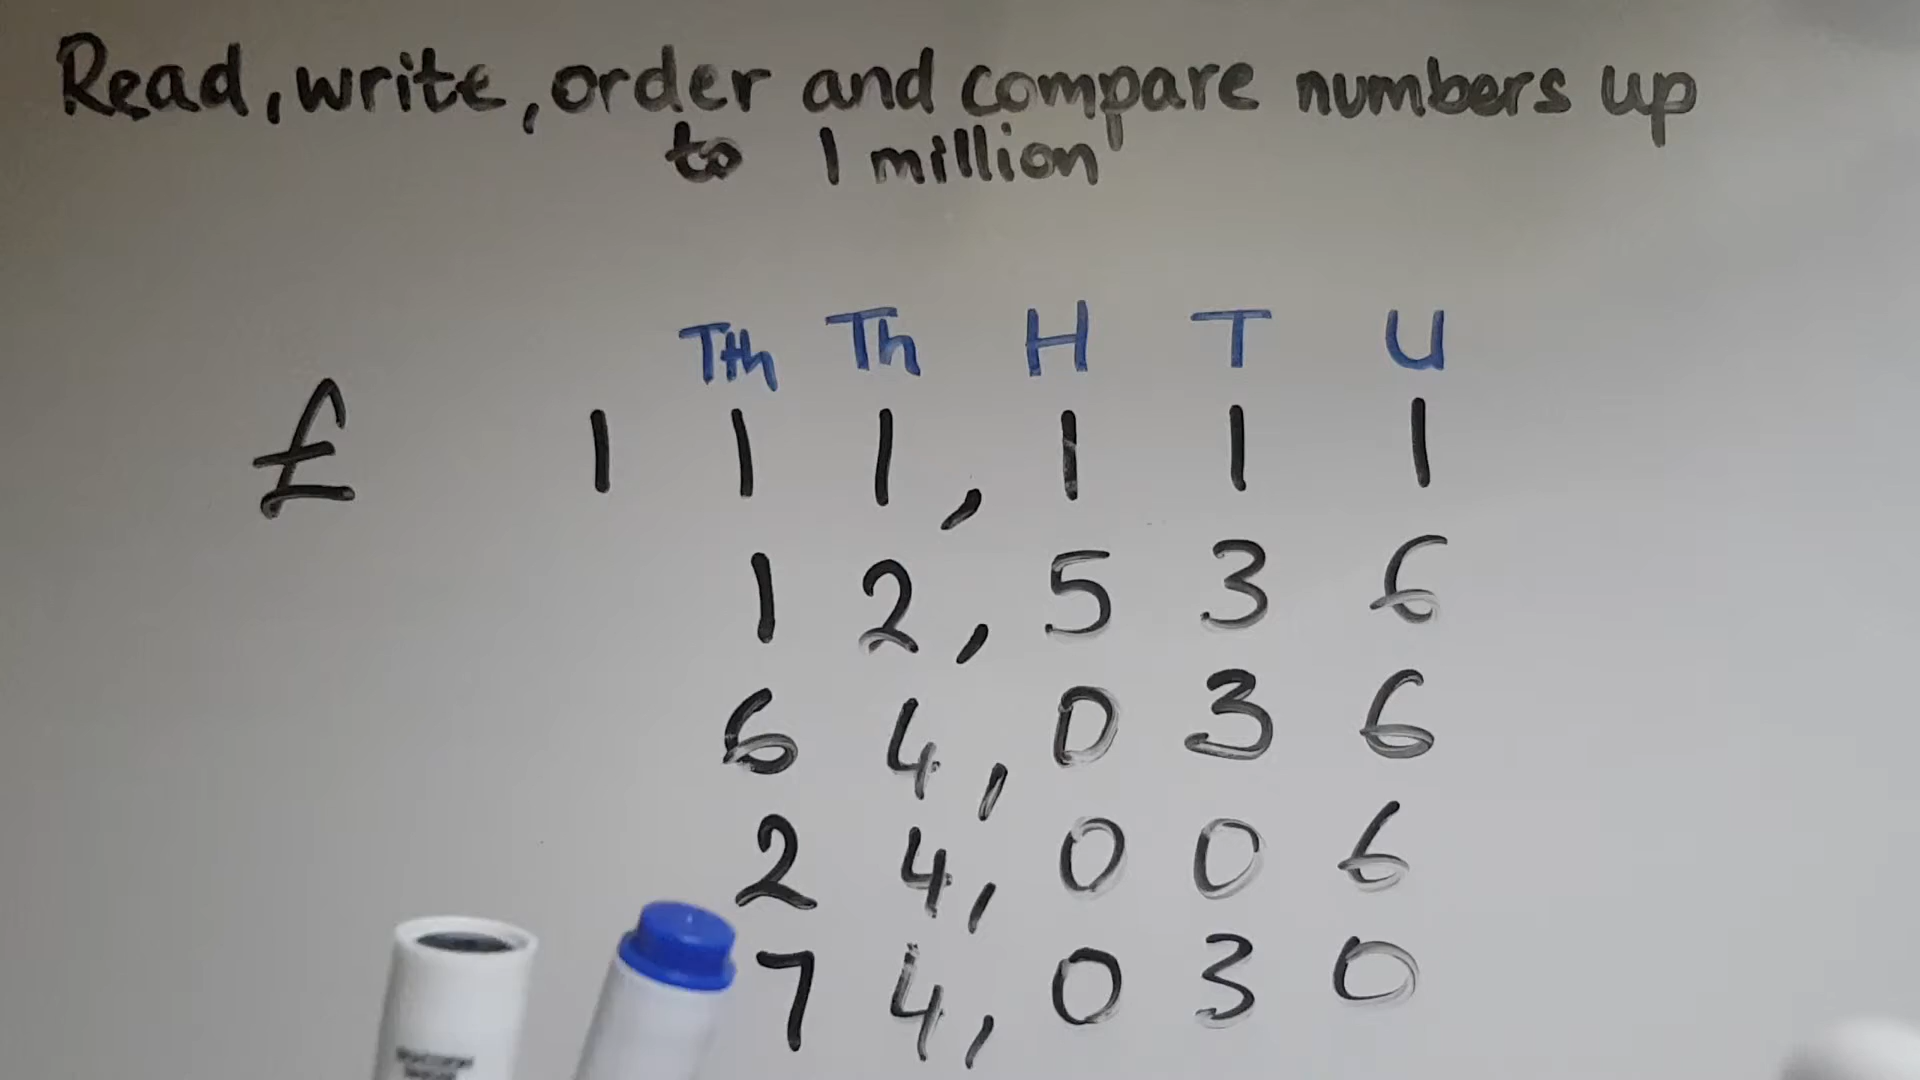 Read, write, order and compare numbers up
to 1 million
Tth Th H T U
£ 1 1 1 , 1 1 1
1 2 , 5 3 6
6 4 , 0 3 6
2 4 , 0 0 6
7 4 , 0 3 0